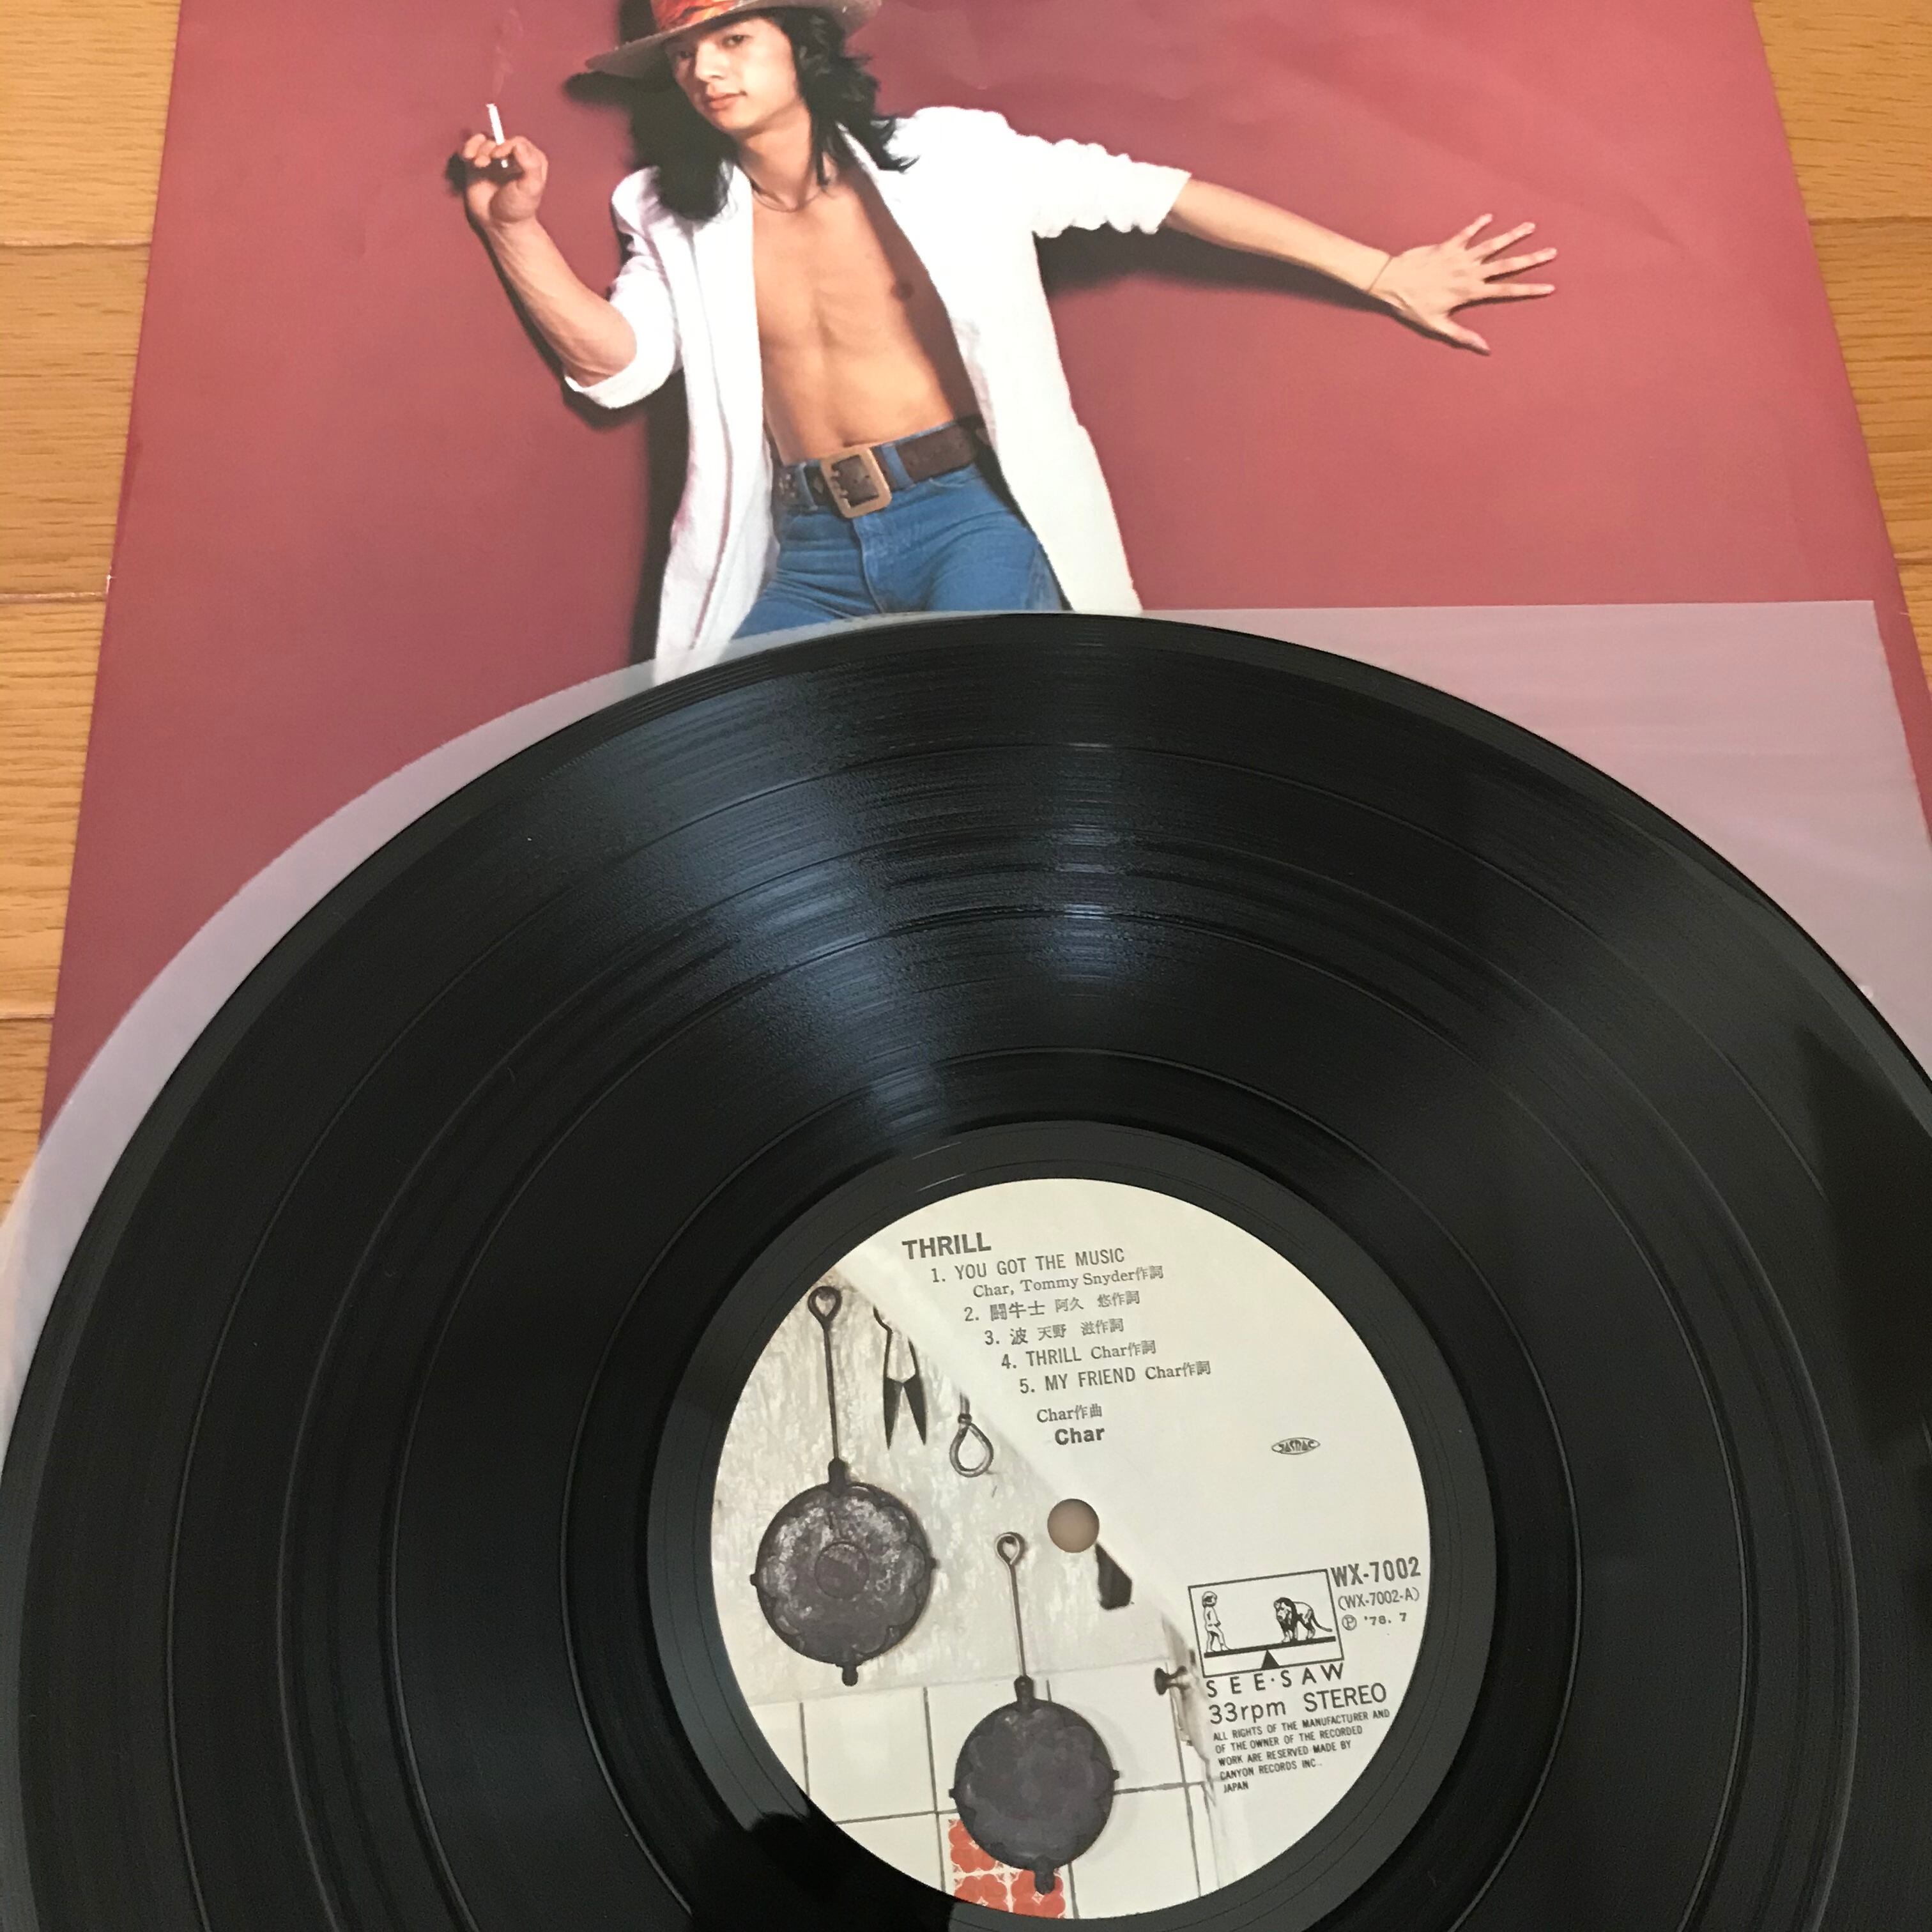 THRILL
1. YOU GOT THE MUSIC
Char, Tommy Snyder作詞
2. 闘牛士 阿久 悠作詞
3. 波 天野 滋作詞
4. THRILL Char作詞
5. MY FRIEND Char作詞
Char作曲
Char
JASRAC
WX-7002
(WX-7002-A)
Ⓟ '78. 7
SEE·SAW
33rpm STEREO
ALL RIGHTS OF THE MANUFACTURER AND
OF THE OWNER OF THE RECORDED
WORK ARE RESERVED MADE BY
CANYON RECORDS INC..
JAPAN